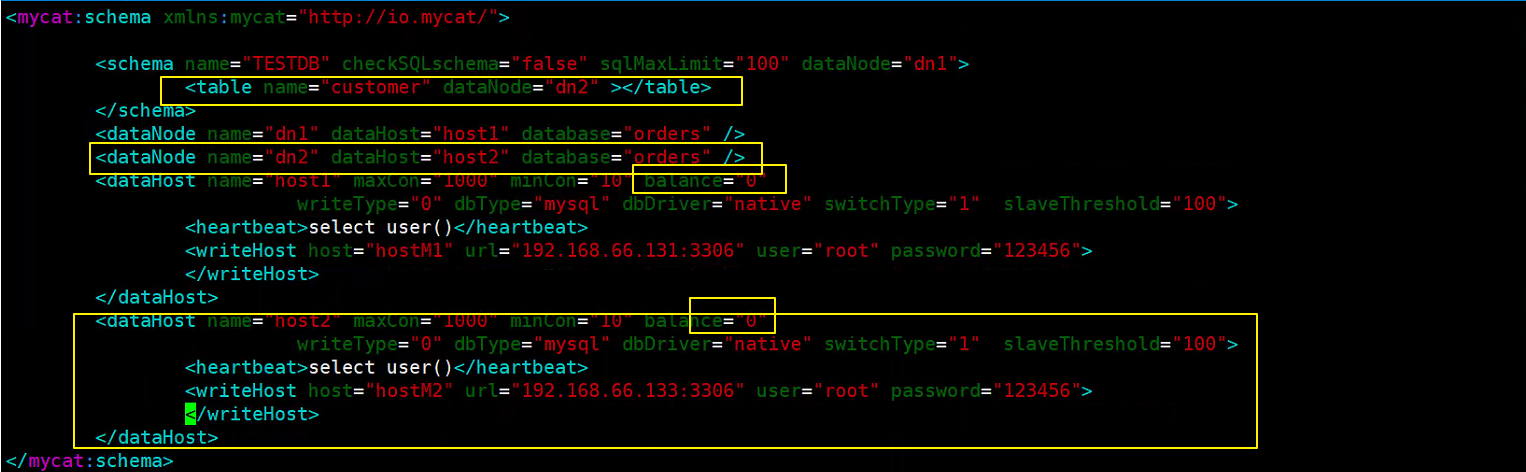 <mycat:schema xmlns:mycat="http://io.mycat/">
<schema name="TESTDB" checkSQLschema="false" sqlMaxLimit="100" dataNode="dn1">
<table name="customer" dataNode="dn2" ></table>
</schema>
<dataNode name="dn1" dataHost="host1" database="orders" />
<dataNode name="dn2" dataHost="host2" database="orders" />
<dataHost name="host1" maxCon="1000" minCon="10" balance="0"
writeType="0" dbType="mysql" dbDriver="native" switchType="1"  slaveThreshold="100">
<heartbeat>select user()</heartbeat>
<writeHost host="hostM1" url="192.168.66.131:3306" user="root" password="123456">
</writeHost>
</dataHost>
<dataHost name="host2" maxCon="1000" minCon="10" balance="0"
writeType="0" dbType="mysql" dbDriver="native" switchType="1"  slaveThreshold="100">
<heartbeat>select user()</heartbeat>
<writeHost host="hostM2" url="192.168.66.133:3306" user="root" password="123456">
</writeHost>
</dataHost>
</mycat:schema>